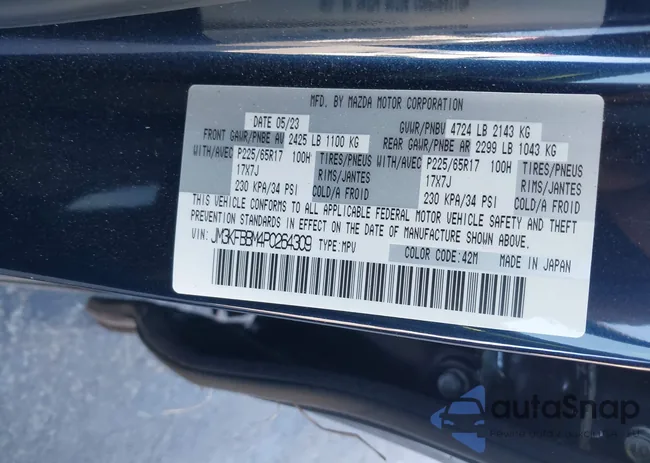 MFD. BY MAZDA MOTOR CORPORATION
DATE 05/23 GVWR/PNBV 4724 LB 2143 KG
FRONT GAWR/PNBE AV 2425 LB 1100 KG REAR GAWR/PNBE AR 2299 LB 1043 KG
WITH/AVEC P225/65R17 100H TIRES/PNEUS WITH/AVEC P225/65R17 100H TIRES/PNEUS
17X7J RIMS/JANTES 17X7J RIMS/JANTES
230 KPA/34 PSI COLD/A FROID 230 KPA/34 PSI COLD/A FROID
THIS VEHICLE CONFORMS TO ALL APPLICABLE FEDERAL MOTOR VEHICLE SAFETY AND THEFT
PREVENTION STANDARDS IN EFFECT ON THE DATE OF MANUFACTURE SHOWN ABOVE.
VIN: JM3KFBBM4P0264309 TYPE: MPV COLOR CODE: 42M MADE IN JAPAN
autoSnap